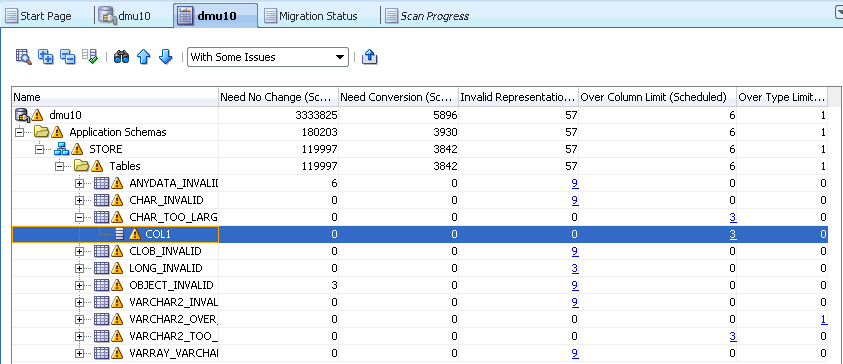 Start Page dmu10 dmu10 Migration Status Scan Progress
With Some Issues
Name Need No Change (Sc... Need Conversion (Sc... Invalid Representatio... Over Column Limit (Scheduled) Over Type Limit...
dmu10 3333825 5896 57 6 1
Application Schemas 180203 3930 57 6 1
STORE 119997 3842 57 6 1
Tables 119997 3842 57 6 1
ANYDATA_INVALID 6 0 9 0 0
CHAR_INVALID 0 0 9 0 0
CHAR_TOO_LARG 0 0 0 3 0
COL1 0 0 0 3 0
CLOB_INVALID 0 0 9 0 0
LONG_INVALID 0 0 3 0 0
OBJECT_INVALID 3 0 9 0 0
VARCHAR2_INVAL 0 0 9 0 0
VARCHAR2_OVER_ 0 0 0 0 1
VARCHAR2_TOO_ 0 0 0 3 0
VARRAY_VARCHA 0 0 9 0 0